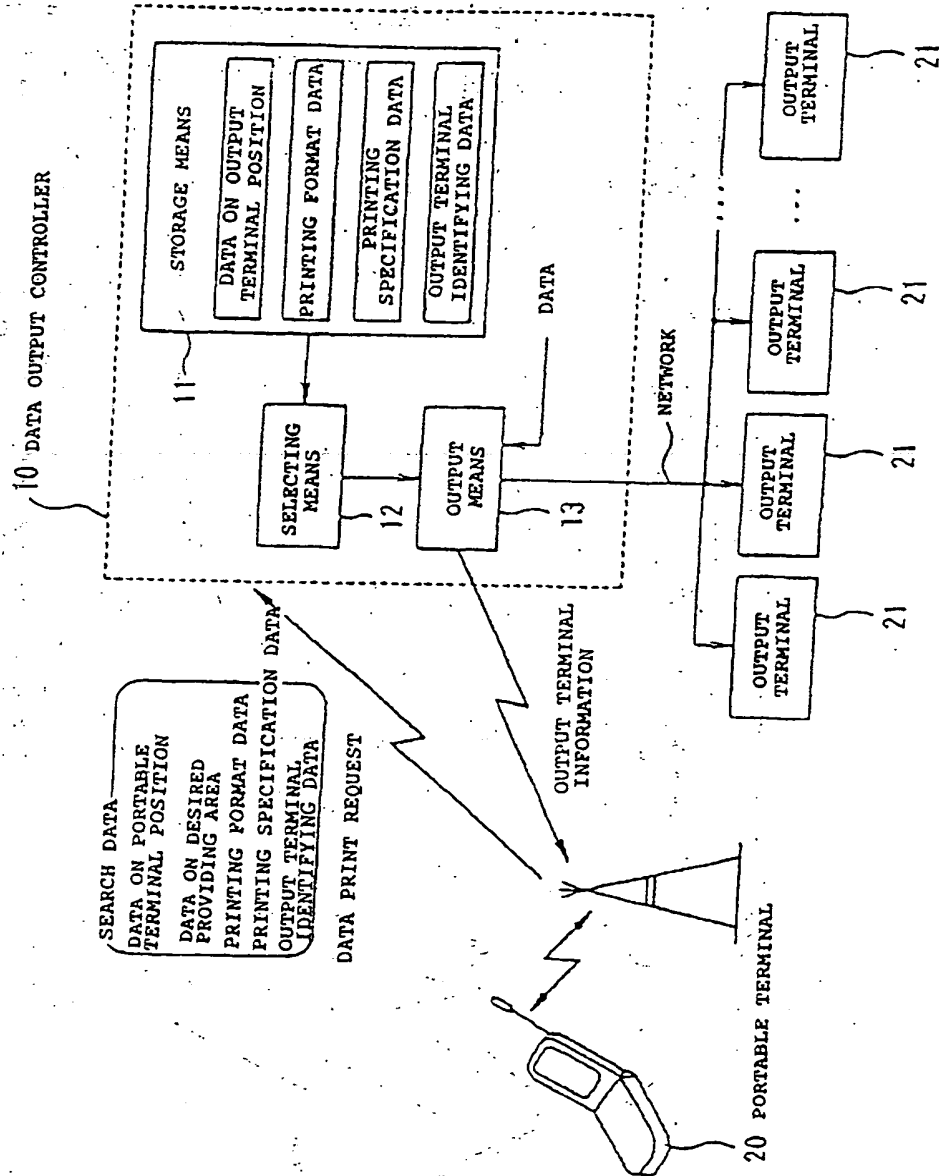 10 DATA OUTPUT CONTROLLER
11
STORAGE MEANS
DATA ON OUTPUT
TERMINAL POSITION
PRINTING FORMAT DATA
PRINTING
SPECIFICATION DATA
OUTPUT TERMINAL
IDENTIFYING DATA
SELECTING
MEANS
12
OUTPUT
MEANS
13
DATA
SEARCH DATA
DATA ON PORTABLE
TERMINAL POSITION
DATA ON DESIRED
PROVIDING AREA
PRINTING FORMAT DATA
PRINTING SPECIFICATION DATA
OUTPUT TERMINAL
IDENTIFYING DATA
DATA PRINT REQUEST
OUTPUT TERMINAL
INFORMATION
NETWORK
20 PORTABLE TERMINAL
OUTPUT
TERMINAL
21
OUTPUT
TERMINAL
21
OUTPUT
TERMINAL
21
...
...
OUTPUT
TERMINAL
21